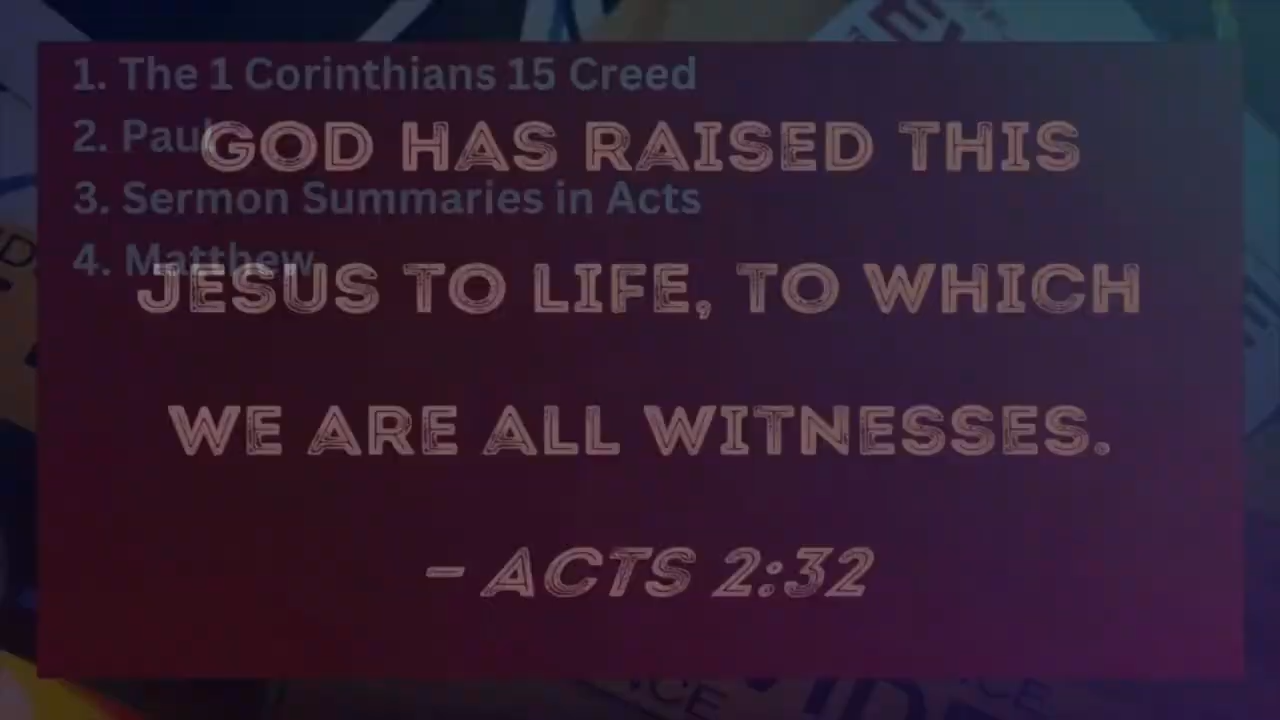 1. The 1 Corinthians 15 Creed
2. Paul
GOD HAS RAISED THIS
3. Sermon Summaries in Acts
4. Matthew
JESUS TO LIFE, TO WHICH
WE ARE ALL WITNESSES.
– ACTS 2:32